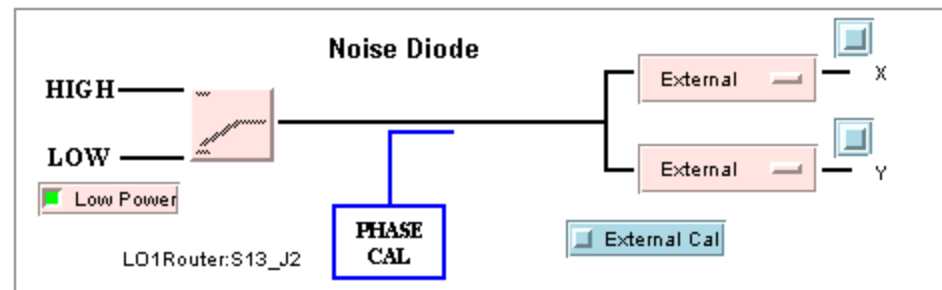 Noise Diode
HIGH
External
X
LOW
External
Y
Low Power
PHASE
CAL
External Cal
LO1Router:S13_J2